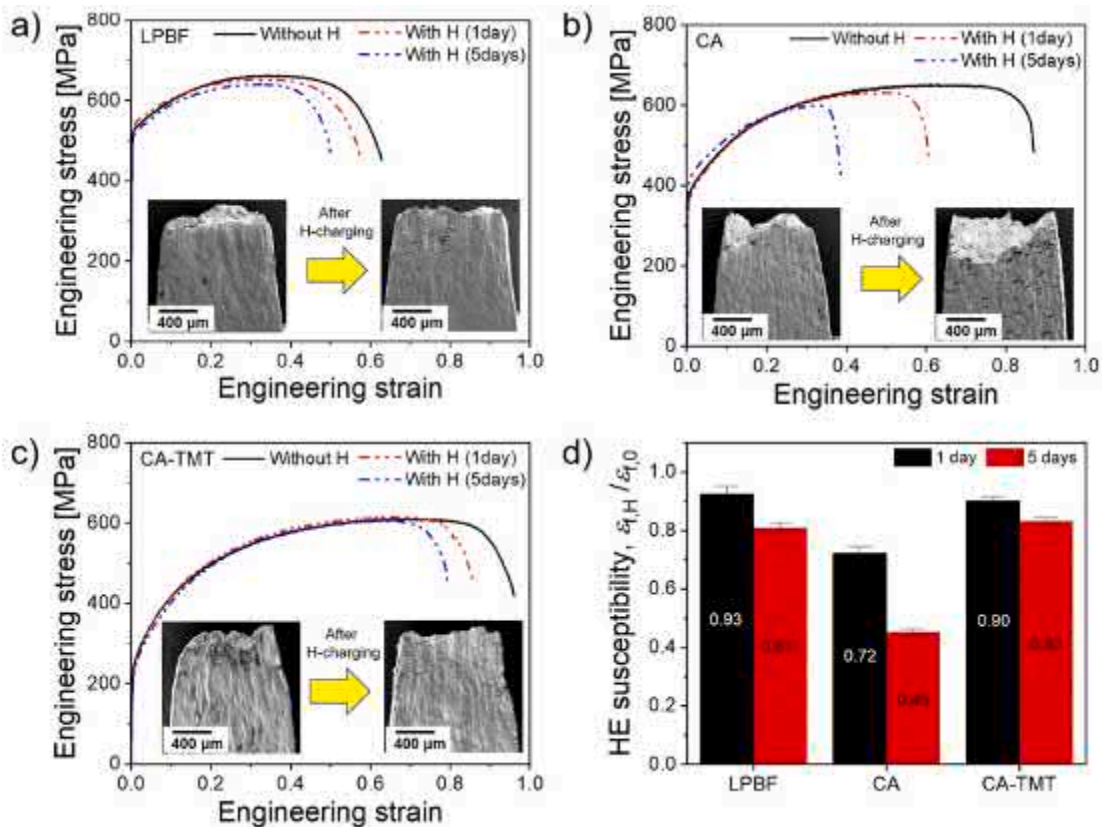 a)
LPBF
Without H
With H (1day)
With H (5days)
Engineering stress [MPa]
800
600
400
200
0
After
H-charging
400 µm
400 µm
0.0 0.2 0.4 0.6 0.8 1.0
Engineering strain
b)
CA
Without H
With H (1day)
With H (5days)
Engineering stress [MPa]
800
600
400
200
0
After
H-charging
400 µm
400 µm
0.0 0.2 0.4 0.6 0.8 1.0
Engineering strain
c)
CA-TMT
Without H
With H (1day)
With H (5days)
Engineering stress [MPa]
800
600
400
200
0
After
H-charging
400 µm
400 µm
0.0 0.2 0.4 0.6 0.8 1.0
Engineering strain
d)
1 day 5 days
HE susceptibility, εf,H /εf,0
1.0
0.8
0.6
0.4
0.2
0.0
0.93
0.72
0.45
0.90
LPBF CA CA-TMT